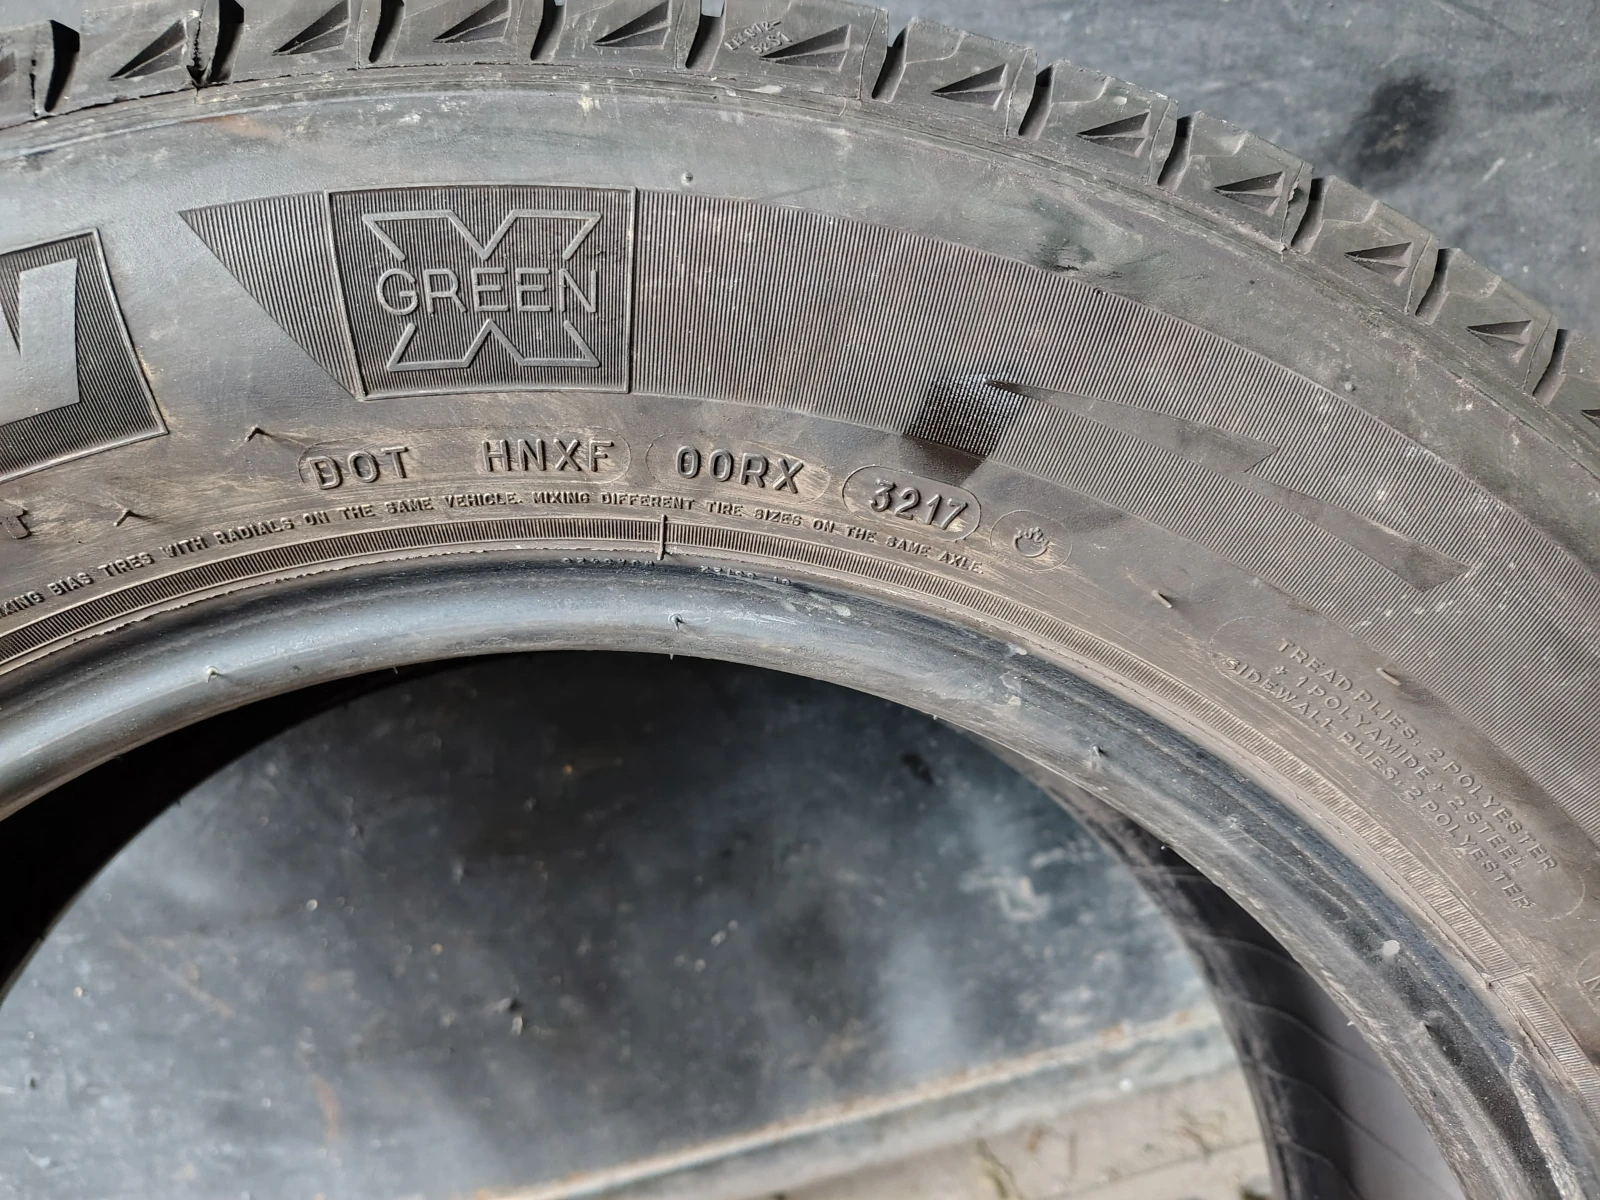 GREEN
DOT HNXF 00RX 3217
BIAS TIRES WITH RADIALS ON THE SAME VEHICLE. MIXING DIFFERENT TIRE SIZES ON THE SAME AXLE
TREAD PLIES: 2 POLYESTER
+ 1 POLYAMIDE + 2 STEEL
SIDEWALL PLIES: 2 POLYESTER